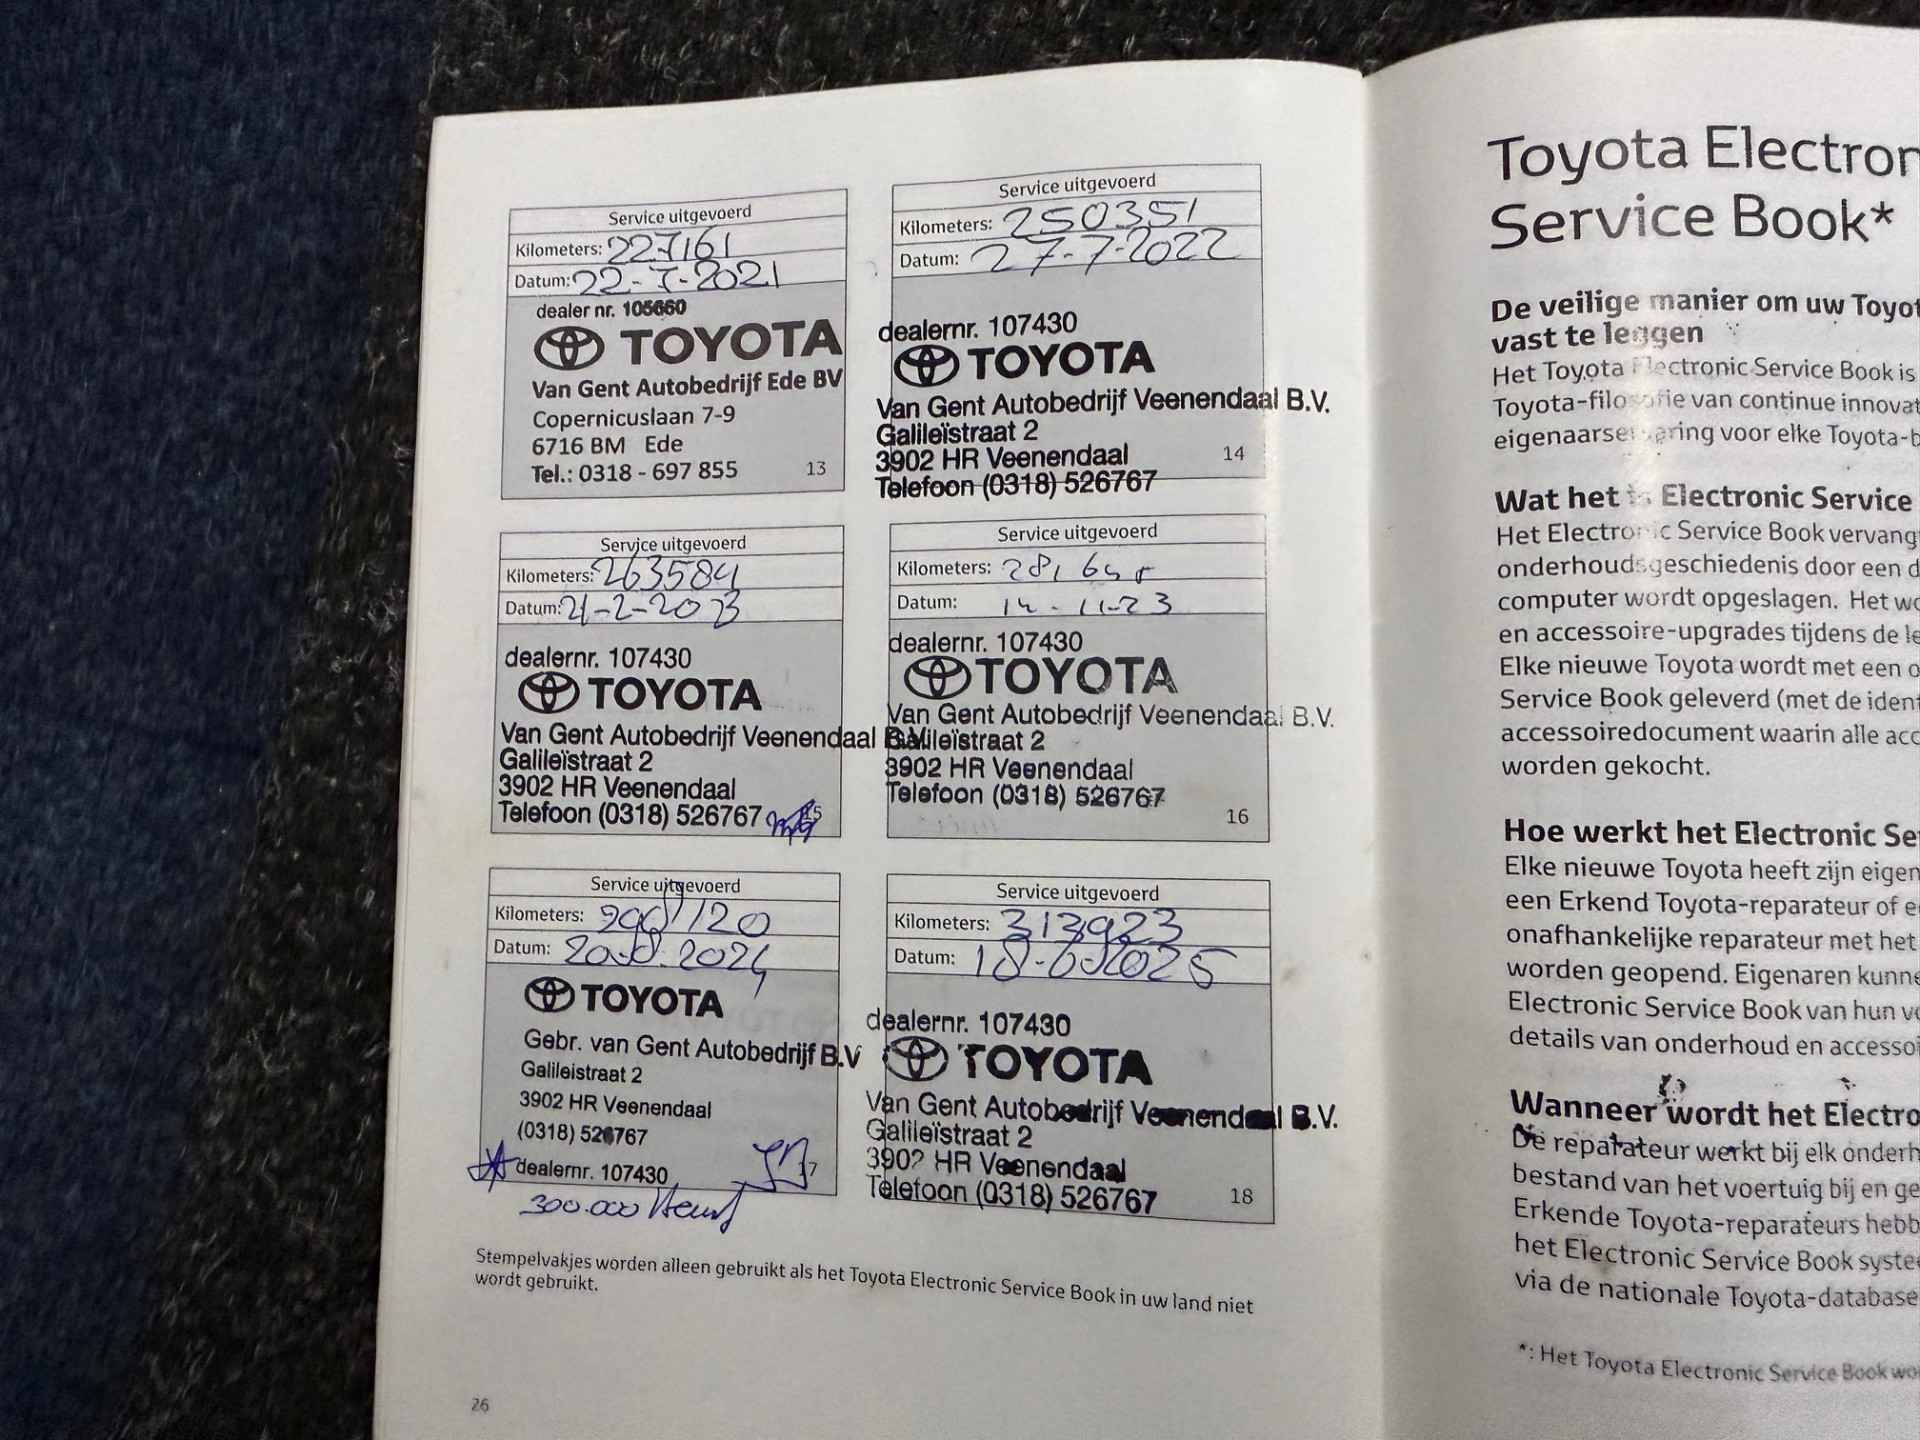 Service uitgevoerd
Kilometers: 227161
Datum: 22-7-2021
dealer nr. 105660
TOYOTA
Van Gent Autobedrijf Ede BV
Copernicuslaan 7-9
6716 BM Ede
Tel.: 0318 - 697 855 13
Service uitgevoerd
Kilometers: 250351
Datum: 27-7-2022
dealernr. 107430
TOYOTA
Van Gent Autobedrijf Veenendaal B.V.
Galileïstraat 2
3902 HR Veenendaal
14
Telefoon (0318) 526767
Service uitgevoerd
Kilometers: 263584
Datum: 21-2-2023
dealernr. 107430
TOYOTA
Van Gent Autobedrijf Veenendaal B.V.
Galileïstraat 2
3902 HR Veenendaal
Telefoon (0318) 526767
Service uitgevoerd
Kilometers:
Datum: 14-11-23
dealernr. 107430
TOYOTA
Van Gent Autobedrijf Veenendaal B.V.
Galileïstraat 2
3902 HR Veenendaal
Telefoon (0318) 526767
16
Service uitgevoerd
Kilometers:
Datum: 20-8-2024
TOYOTA
Gebr. van Gent Autobedrijf B.V
Galileistraat 2
3902 HR Veenendaal
(0318) 526767
dealernr. 107430 17
300.000
Service uitgevoerd
Kilometers: 313923
Datum:
dealernr. 107430
TOYOTA
Van Gent Autobedrijf Veenendaal B.V.
Galileïstraat 2
3902 HR Veenendaal
Telefoon (0318) 526767 18
Stempelvakjes worden alleen gebruikt als het Toyota Electronic Service Book in uw land niet
wordt gebruikt.
26
Toyota Electron
Service Book*
De veilige manier om uw Toyot
vast te leggen
Het Toyota Electronic Service Book is
Toyota-filosofie van continue innovat
eigenaarservaring voor elke Toyota-b
Wat het is Electronic Service
Het Electronic Service Book vervang
onderhoudsgeschiedenis door een d
computer wordt opgeslagen. Het wo
en accessoire-upgrades tijdens de le
Elke nieuwe Toyota wordt met een o
Service Book geleverd (met de ident
accessoiredocument waarin alle acc
worden gekocht.
Hoe werkt het Electronic Se
Elke nieuwe Toyota heeft zijn eigen
een Erkend Toyota-reparateur of e
onafhankelijke reparateur met het
worden geopend. Eigenaren kunne
Electronic Service Book van hun v
details van onderhoud en accesso
Wanneer wordt het Electro
De reparateur werkt bij elk onderh
bestand van het voertuig bij en ge
Erkende Toyota-reparateurs hebb
het Electronic Service Book syste
via de nationale Toyota-database
*: Het Toyota Electronic Service Book wo